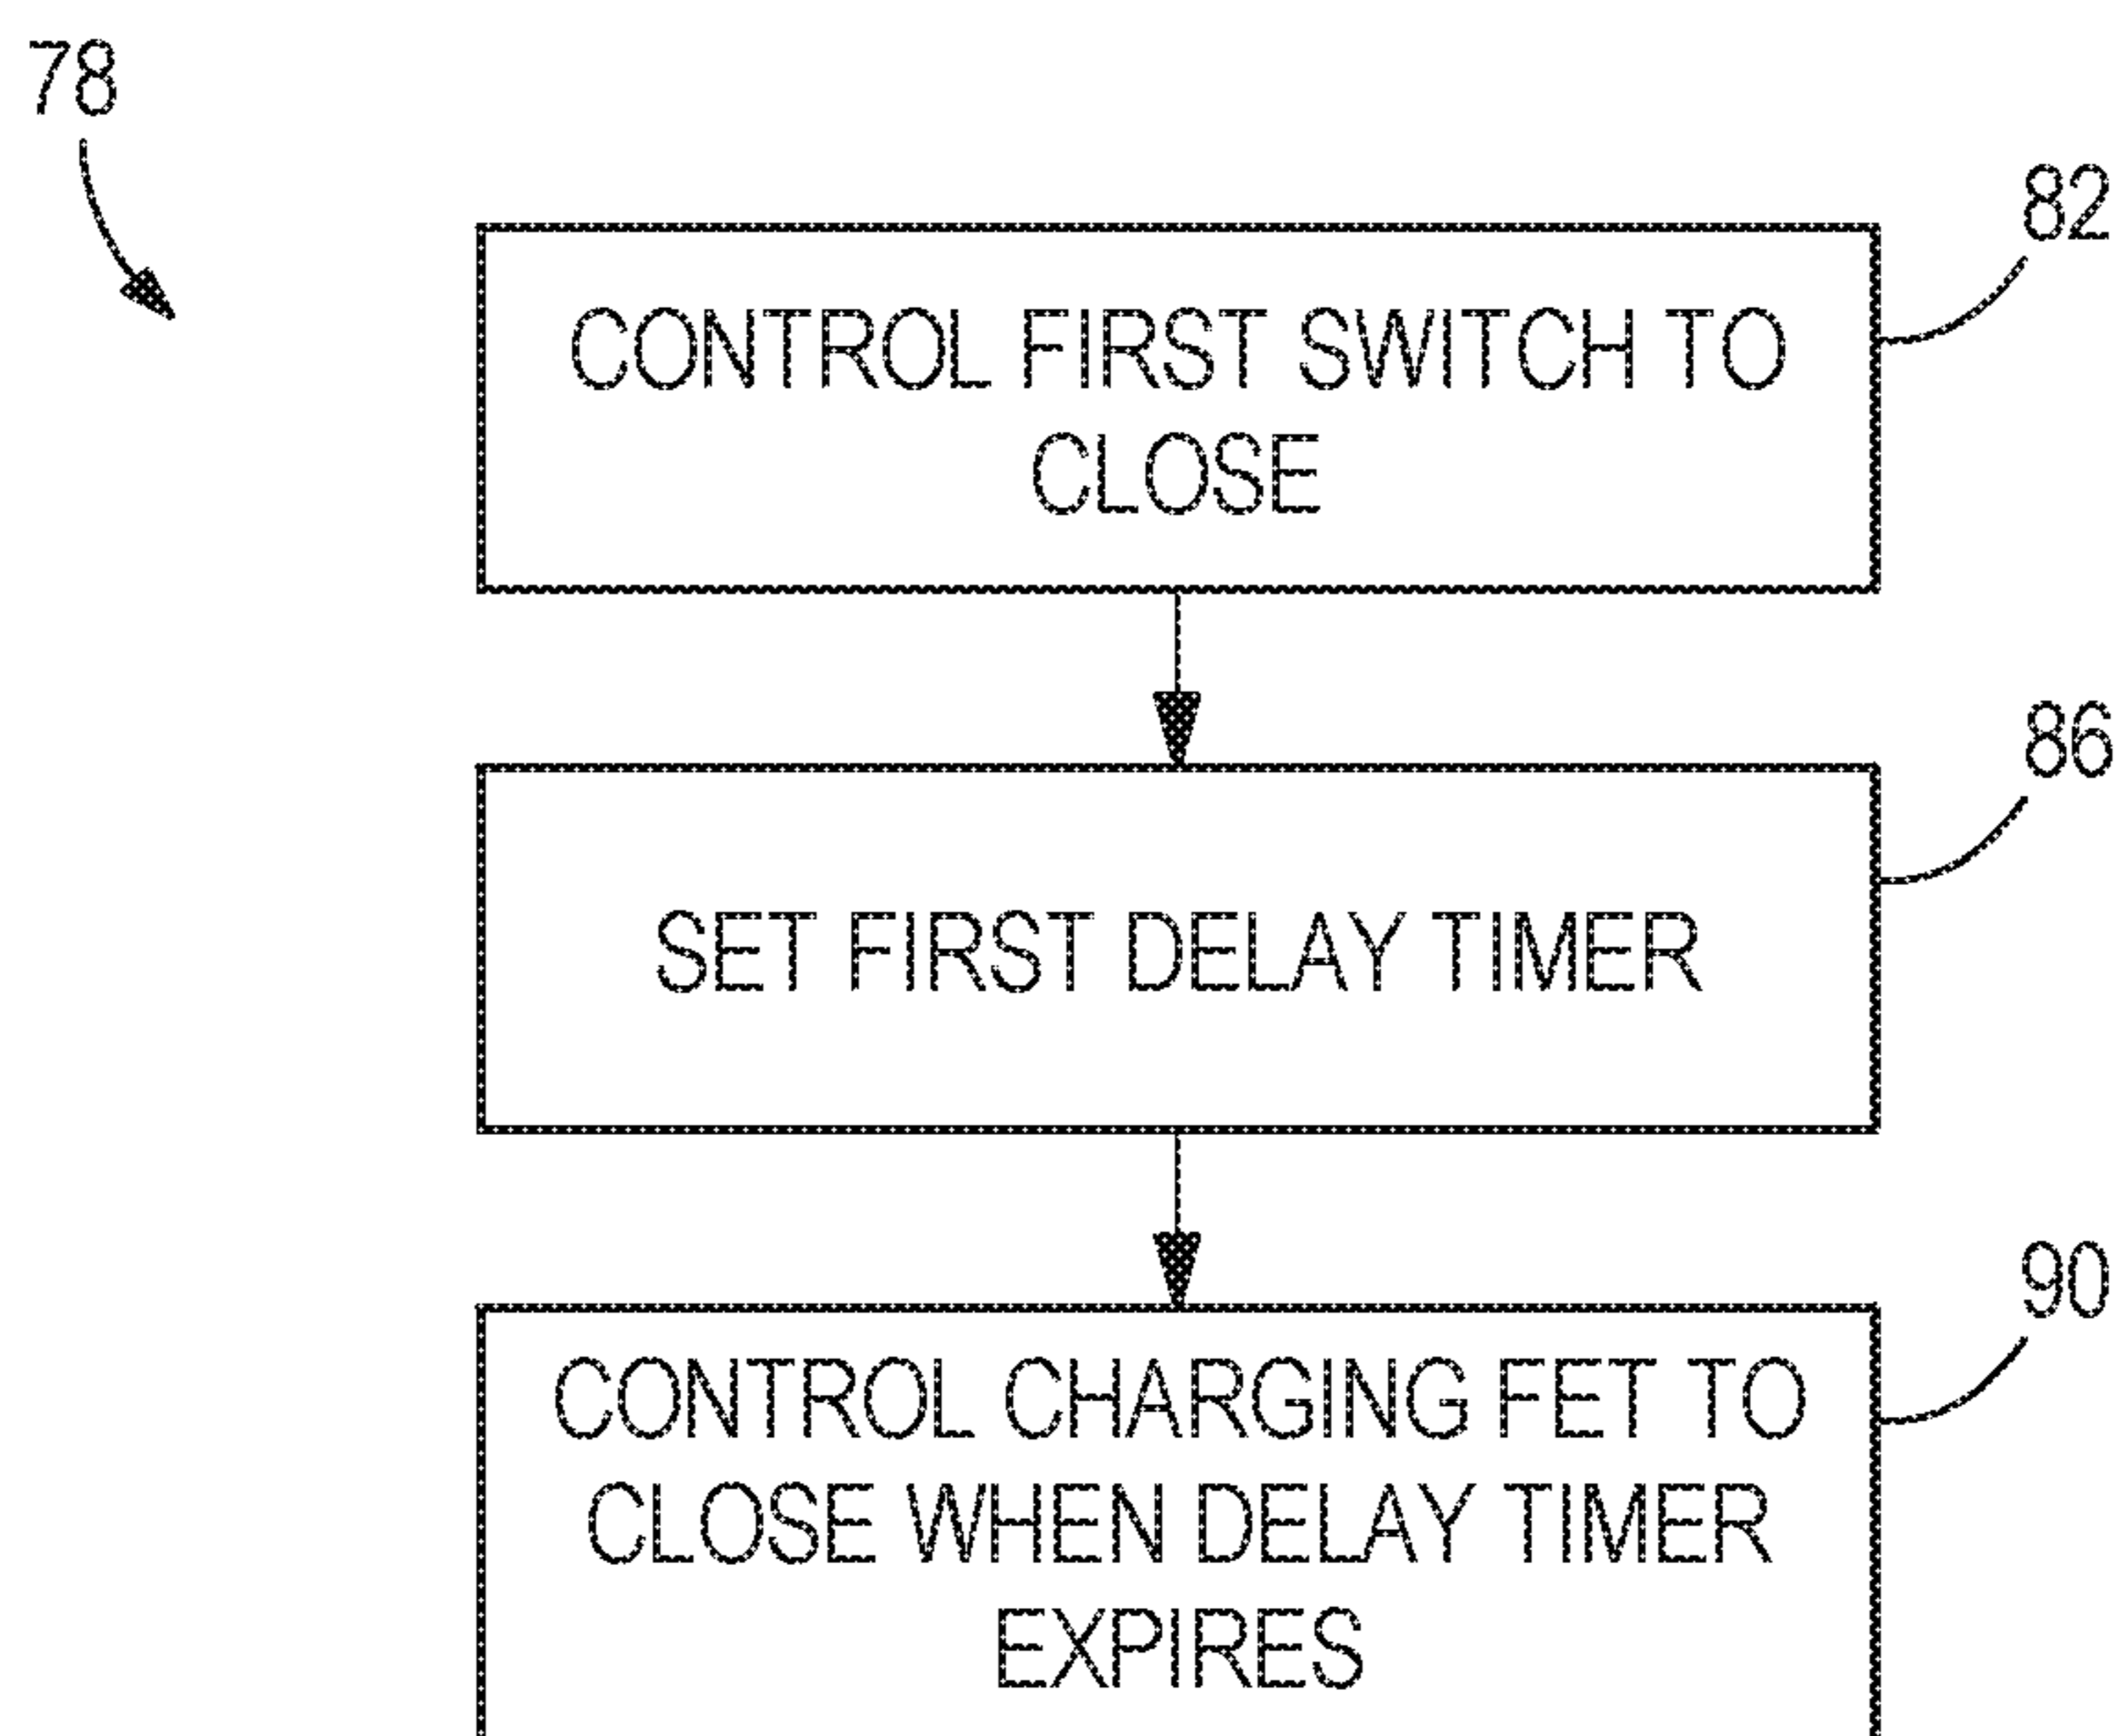 78
82
CONTROL FIRST SWITCH TO
CLOSE
86
SET FIRST DELAY TIMER
90
CONTROL CHARGING FET TO
CLOSE WHEN DELAY TIMER
EXPIRES